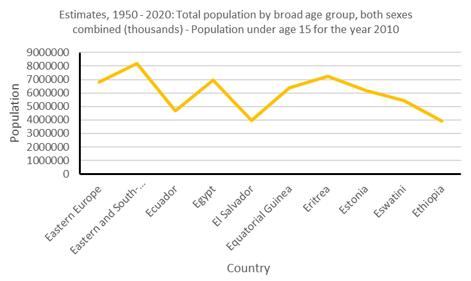 Estimates, 1950 - 2020: Total population by broad age group, both sexes
combined (thousands) - Population under age 15 for the year 2010
9000000
8000000
7000000
6000000
5000000
4000000
3000000
2000000
1000000
0
Population
Eastern Europe
Eastern and South-...
Ecuador
Egypt
El Salvador
Equatorial Guinea
Eritrea
Estonia
Eswatini
Ethiopia
Country